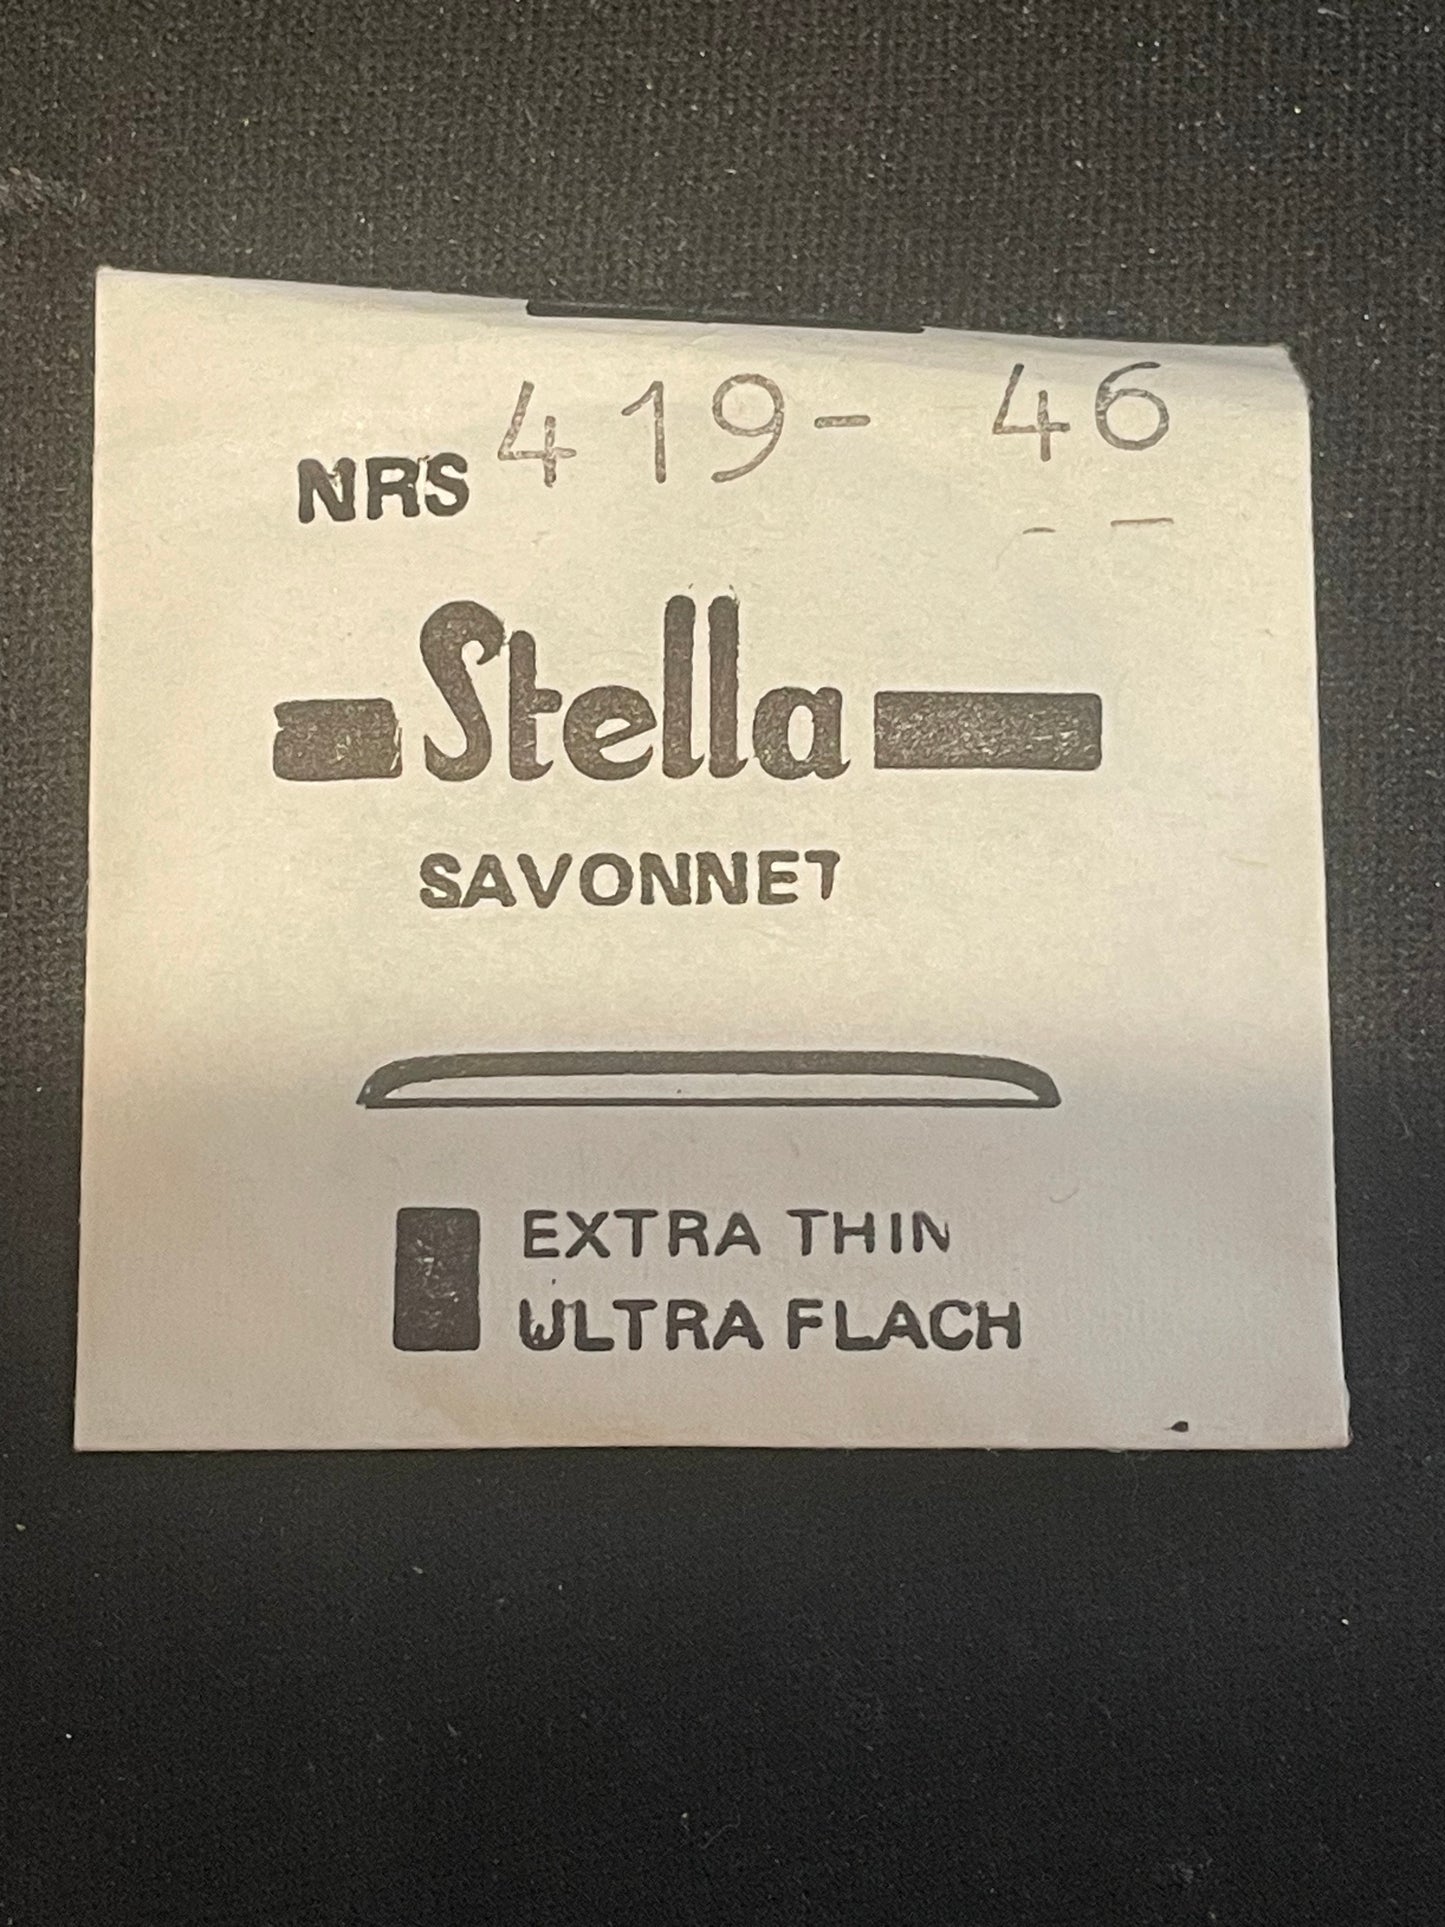 NRS 419- 46
Stella
SAVONNET
EXTRA THIN
ULTRA FLACH